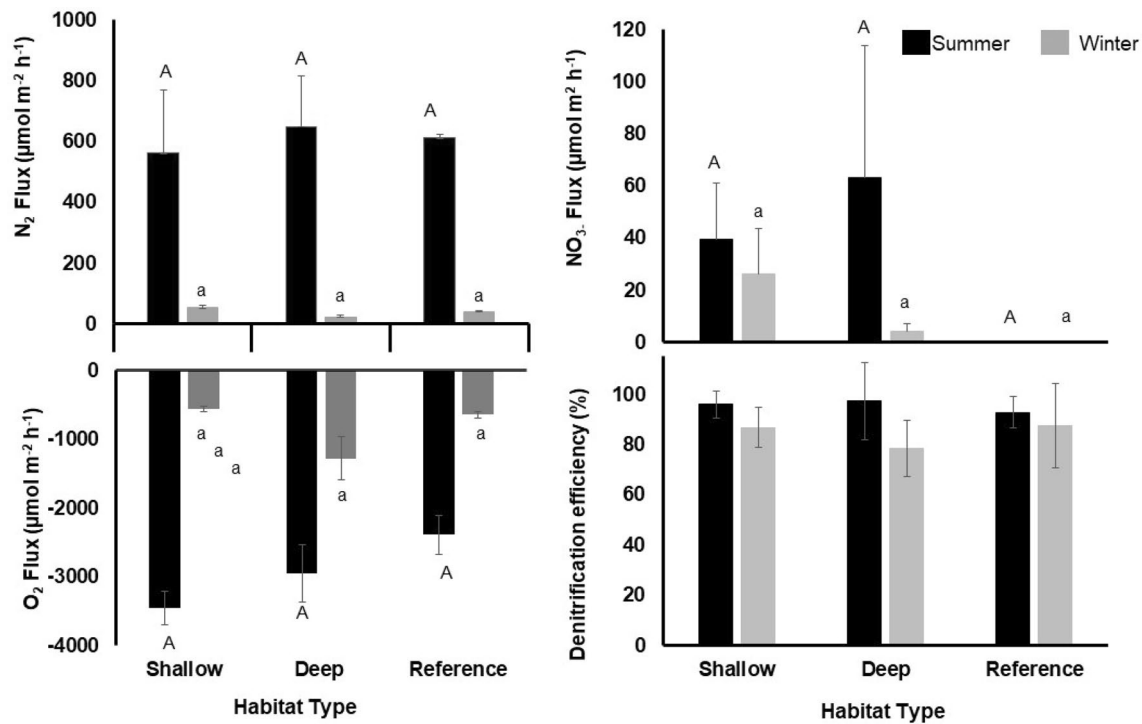 N2 Flux (µmol m-2 h-1)
1000
800
600
400
200
0
A
a
A
a
A
a
O2 Flux (µmol m-2 h-1)
0
-1000
-2000
-3000
-4000
A
a
a
a
A
a
A
a
Shallow Deep Reference
Habitat Type
NO3- Flux (µmol m2 h-1)
120
100
80
60
40
20
0
A
a
A
a
A
a
Summer Winter
Denitrification efficiency (%)
100
80
60
40
20
0
Shallow Deep Reference
Habitat Type